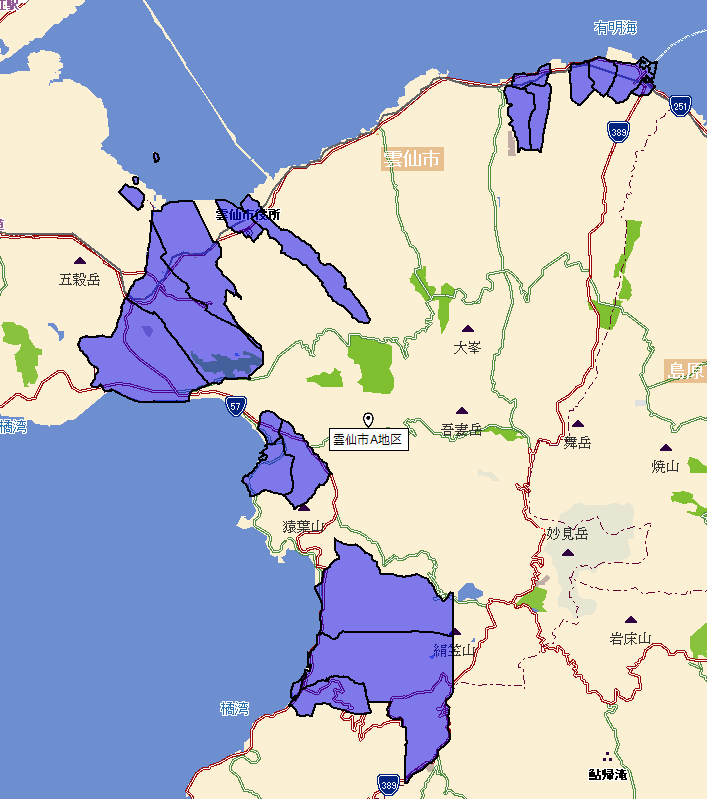 有明海
251
389
雲仙市
雲仙市役所
五穀岳
大峯
島原
57
橘湾
雲仙市A地区
吾妻岳
舞岳
焼山
猿葉山
妙見岳
絹笠山
岩床山
橘湾
鮎帰滝
389